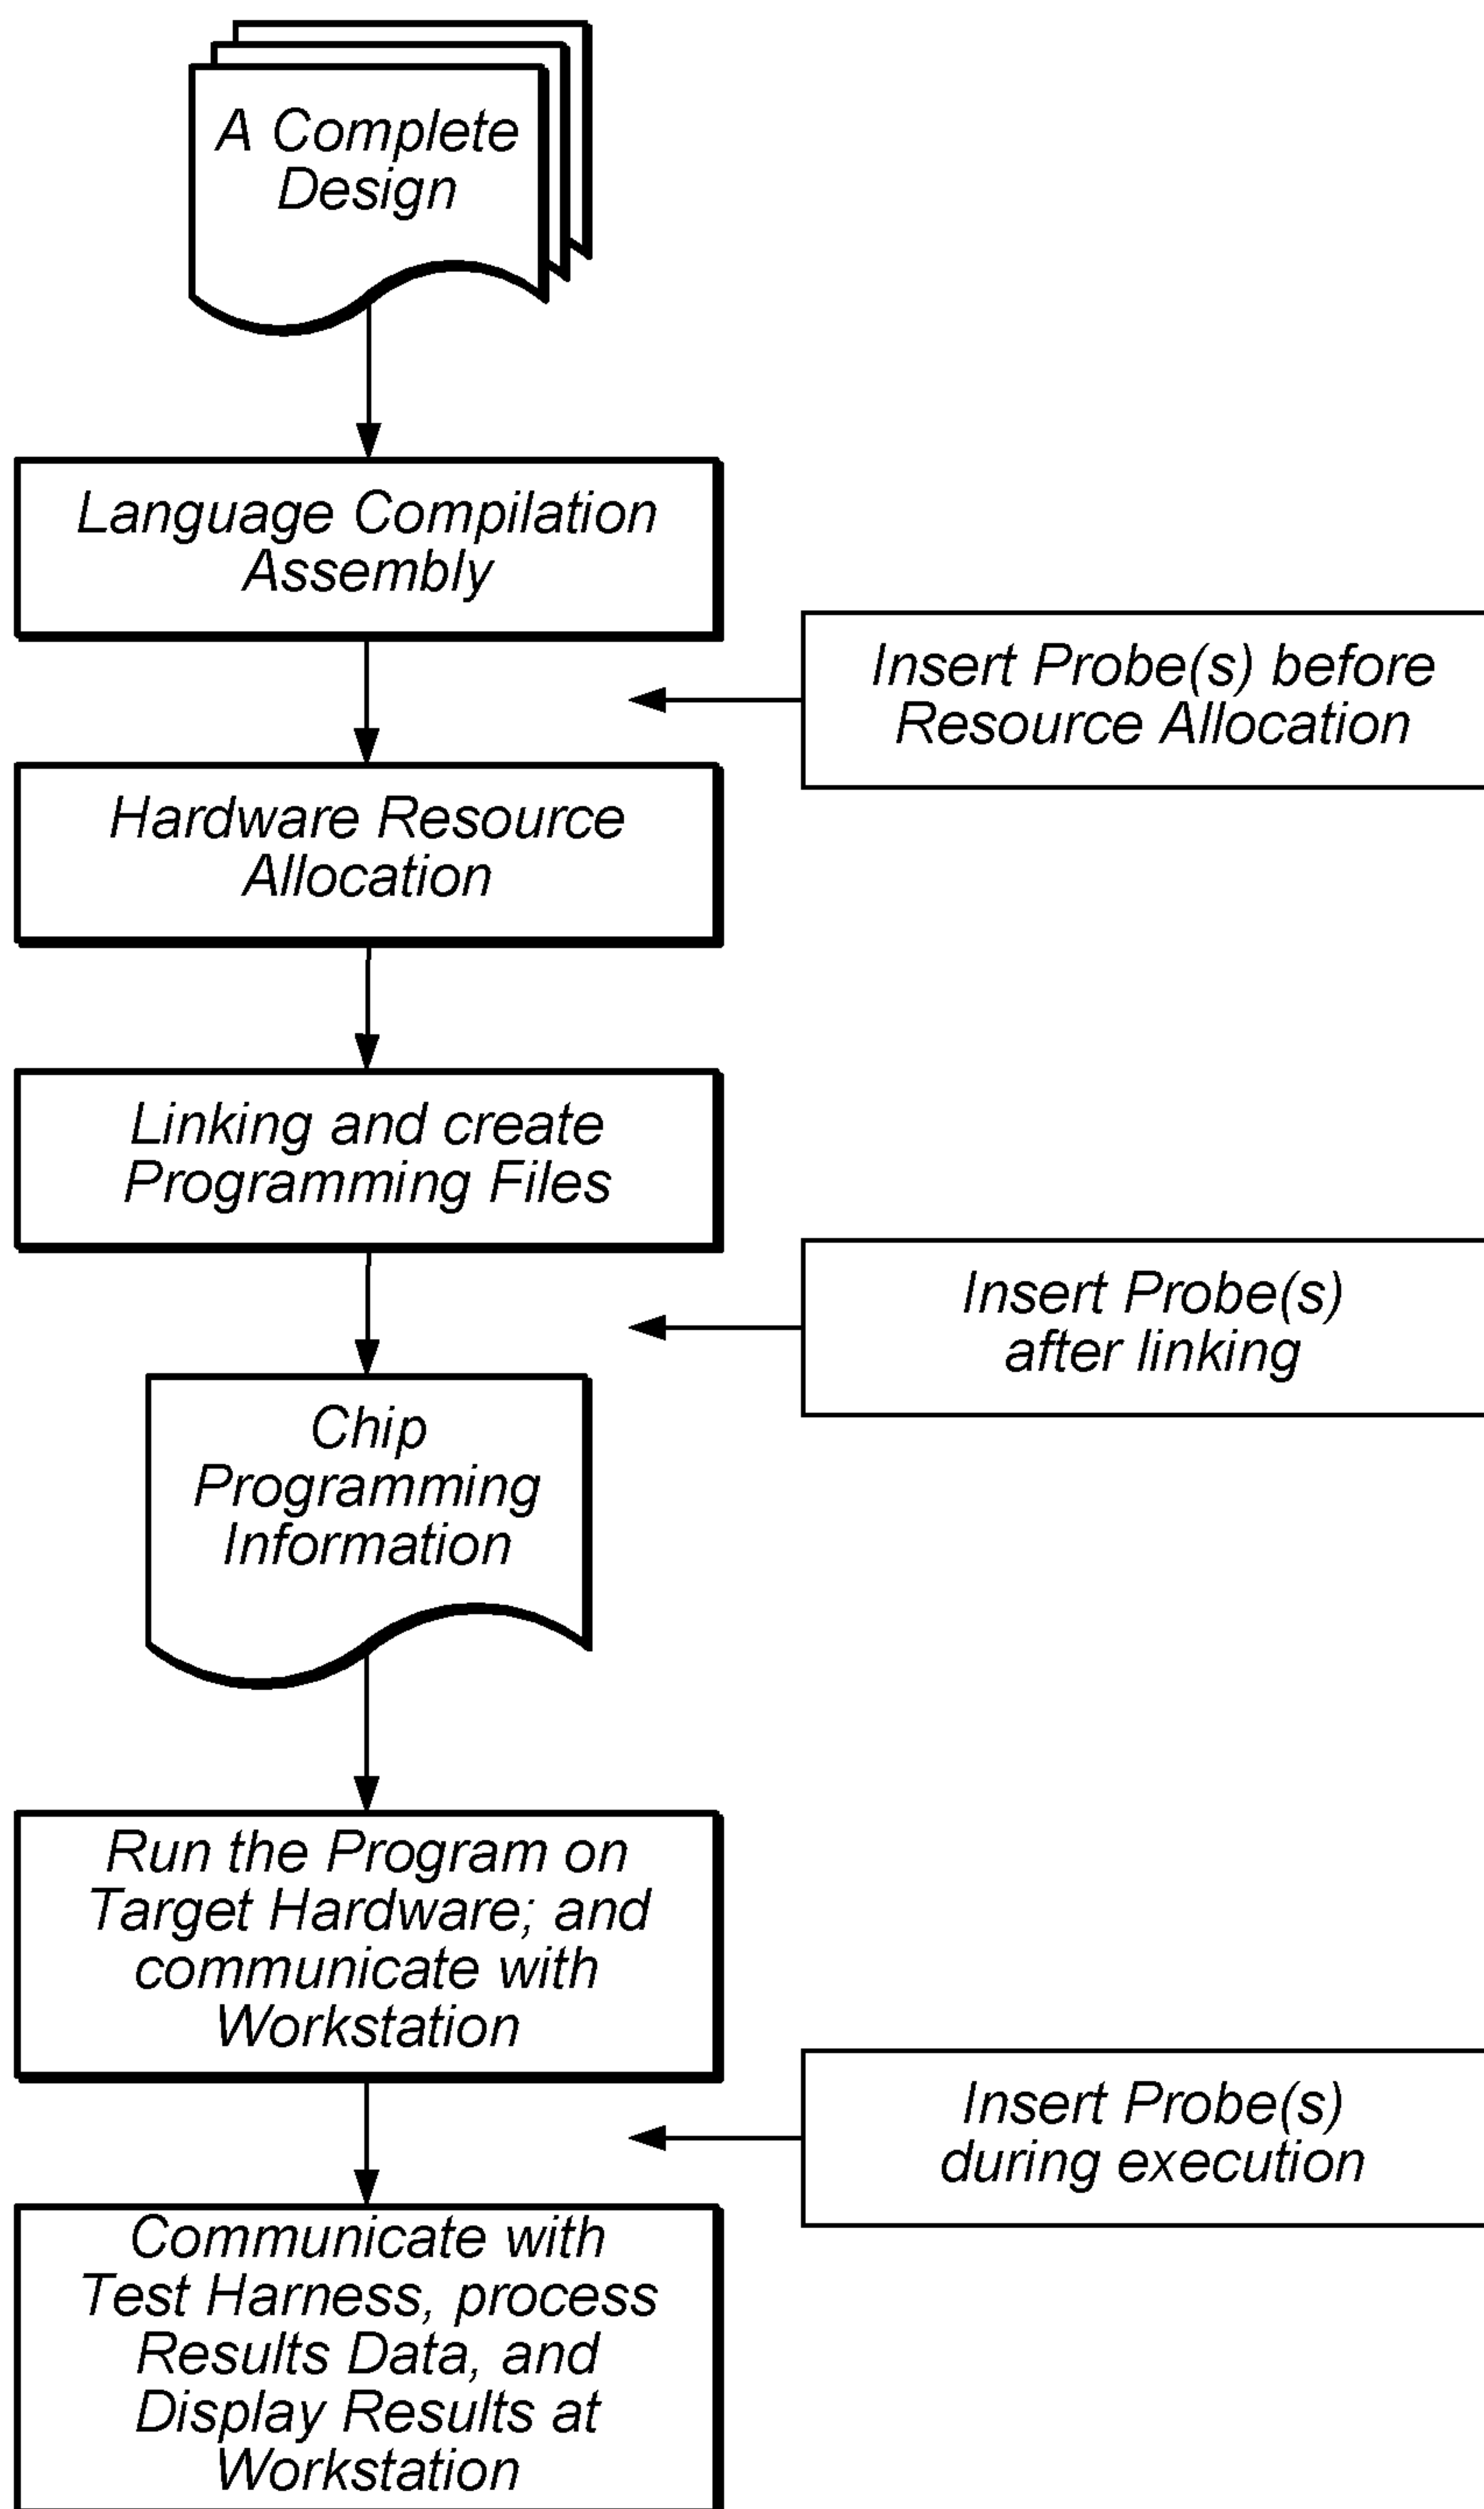 A Complete
Design
Language Compilation
Assembly
Insert Probe(s) before
Resource Allocation
Hardware Resource
Allocation
Linking and create
Programming Files
Insert Probe(s)
after linking
Chip
Programming
Information
Run the Program on
Target Hardware; and
communicate with
Workstation
Insert Probe(s)
during execution
Communicate with
Test Harness, process
Results Data, and
Display Results at
Workstation